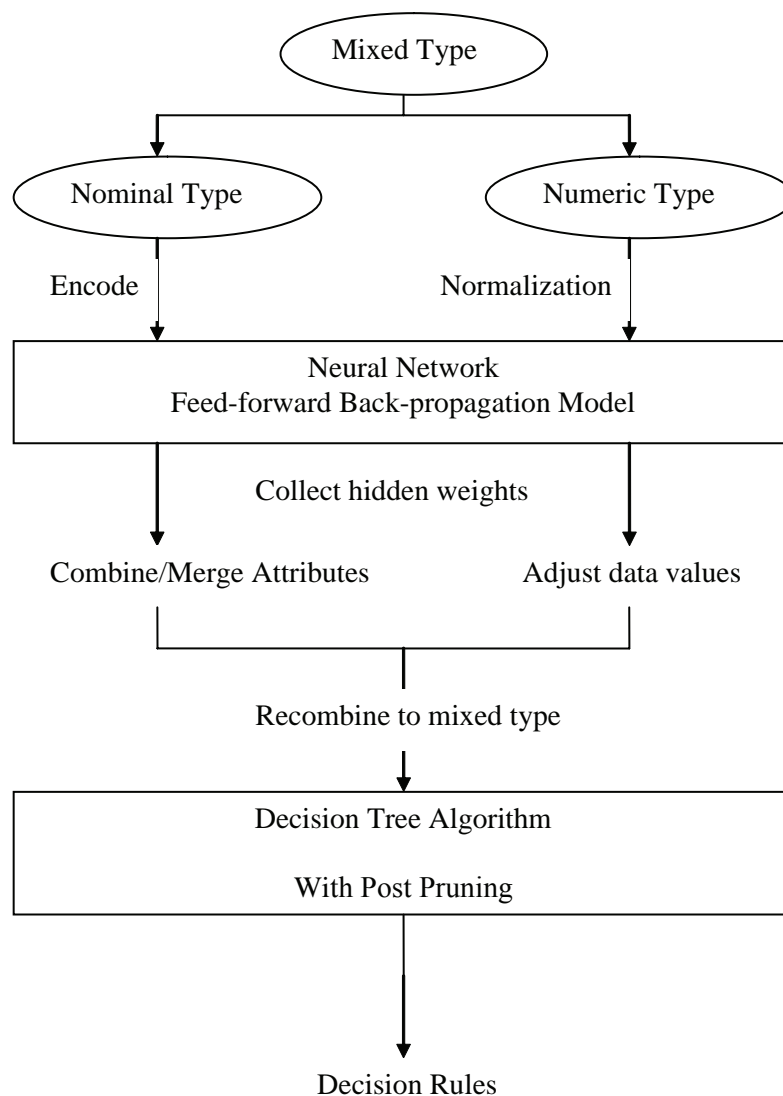 Mixed Type
Nominal Type
Numeric Type
Encode
Normalization
Neural Network
Feed-forward Back-propagation Model
Collect hidden weights
Combine/Merge Attributes
Adjust data values
Recombine to mixed type
Decision Tree Algorithm
With Post Pruning
Decision Rules